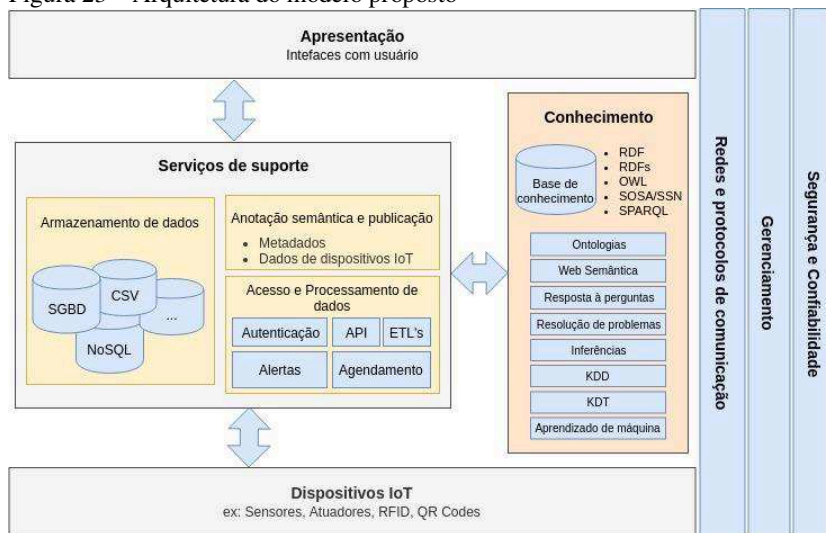 Figura 23 – Arquitetura do modelo proposto
Apresentação
Intefaces com usuário
Serviços de suporte
Armazenamento de dados
SGBD
CSV
...
NoSQL
Anotação semântica e publicação
• Metadados
• Dados de dispositivos IoT
Acesso e Processamento de
dados
Autenticação
API
ETL's
Alertas
Agendamento
Conhecimento
Base de
conhecimento
• RDF
• RDFs
• OWL
• SOSA/SSN
• SPARQL
Ontologias
Web Semântica
Resposta à perguntas
Resolução de problemas
Inferências
KDD
KDT
Aprendizado de máquina
Dispositivos IoT
ex: Sensores, Atuadores, RFID, QR Codes
Redes e protocolos de comunicação
Gerenciamento
Segurança e Confiabilidade